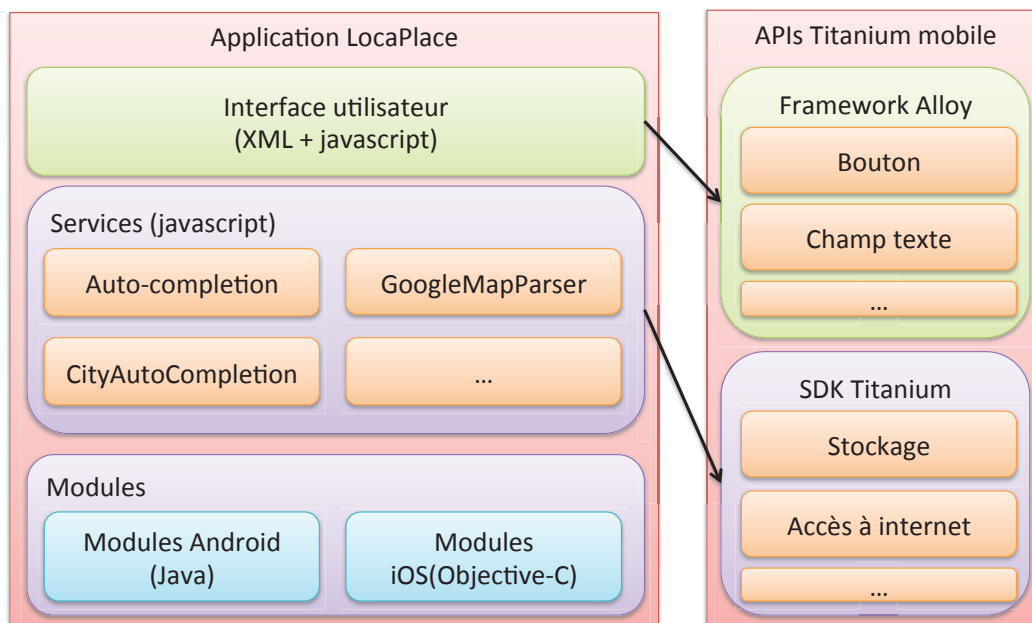 Application LocaPlace
Interface utilisateur
(XML + javascript)
Services (javascript)
Auto-completion
GoogleMapParser
CityAutoCompletion
...
Modules
Modules Android
(Java)
Modules
iOS(Objective-C)
APIs Titanium mobile
Framework Alloy
Bouton
Champ texte
...
SDK Titanium
Stockage
Accès à internet
...